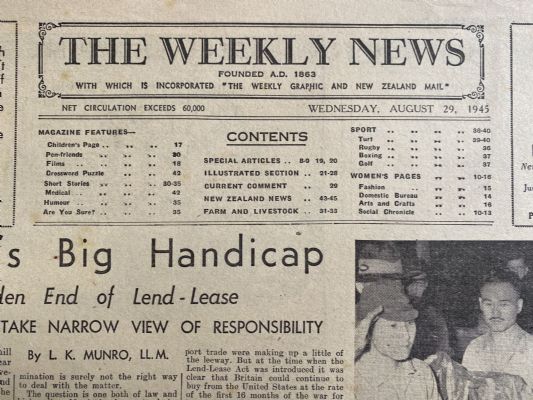 THE WEEKLY NEWS
FOUNDED A.D. 1863
WITH WHICH IS INCORPORATED "THE WEEKLY GRAPHIC AND NEW ZEALAND MAIL"
NET CIRCULATION EXCEEDS 60,000 WEDNESDAY, AUGUST 29, 1945
MAGAZINE FEATURES—
Children's Page .. .. .. 17
Pen-friends .. .. .. 30
Films .. .. .. .. 18
Crossword Puzzle .. .. 42
Short Stories .. .. 30-35
Medical .. .. .. .. 42
Humour .. .. .. .. 35
Are You Sure? .. .. .. 35
CONTENTS
SPECIAL ARTICLES .. 8-9 19, 20
ILLUSTRATED SECTION .. 21-28
CURRENT COMMENT .. .. 29
NEW ZEALAND NEWS .. 43-45
FARM AND LIVESTOCK .. 31-33
SPORT .. .. .. .. 36-40
Turf .. .. .. .. 39-40
Rugby .. .. .. .. 36
Boxing .. .. .. .. 37
Golf .. .. .. .. 37
WOMEN'S PAGES .. .. 10-16
Fashion .. .. .. .. 15
Domestic Bureau .. .. 14
Arts and Crafts .. .. 16
Social Chronicle .. .. 10-13
's Big Handicap
den End of Lend-Lease
TAKE NARROW VIEW OF RESPONSIBILITY
By L. K. MUNRO, LL.M.
mination is surely not the right way
to deal with the matter.
The question is one both of law and
port trade were making up a little of
the leeway. But at the time when the
Lend-Lease Act was introduced it was
clear that Britain could continue to
buy from the United States at the rate
of the first 16 months of the war for